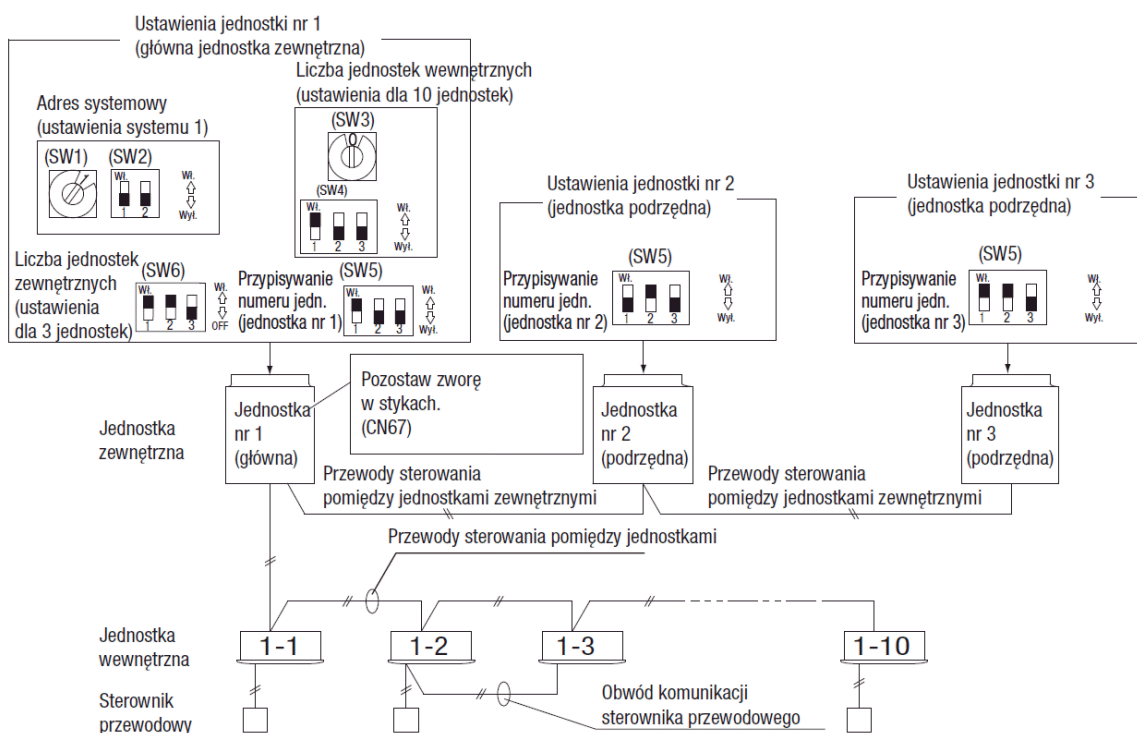 Ustawienia jednostki nr 1
(główna jednostka zewnętrzna)
Liczba jednostek wewnętrznych
(ustawienia dla 10 jednostek)
Adres systemowy
(ustawienia systemu 1)
(SW1)
(SW2)
Wł.
1 2
Wł.
Wył.
(SW3)
0
(SW4)
Wł.
1 2 3
Wł.
Wył.
Liczba jednostek
zewnętrznych
(ustawienia
dla 3 jednostek)
(SW6)
Wł.
1 2 3
Wł.
OFF
Przypisywanie
numeru jedn.
(jednostka nr 1)
(SW5)
Wł.
1 2 3
Wł.
Wył.
Ustawienia jednostki nr 2
(jednostka podrzędna)
(SW5)
Przypisywanie
numeru jedn.
(jednostka nr 2)
Wł.
1 2 3
Wł.
Wył.
Ustawienia jednostki nr 3
(jednostka podrzędna)
(SW5)
Przypisywanie
numeru jedn.
(jednostka nr 3)
Wł.
1 2 3
Wł.
Wył.
Jednostka
zewnętrzna
Jednostka
nr 1
(główna)
Pozostaw zworę
w stykach.
(CN67)
Jednostka
nr 2
(podrzędna)
Jednostka
nr 3
(podrzędna)
Przewody sterowania
pomiędzy jednostkami zewnętrznymi
Przewody sterowania
pomiędzy jednostkami zewnętrznymi
Przewody sterowania pomiędzy jednostkami
Jednostka
wewnętrzna
1-1
1-2
1-3
1-10
Sterownik
przewodowy
Obwód komunikacji
sterownika przewodowego